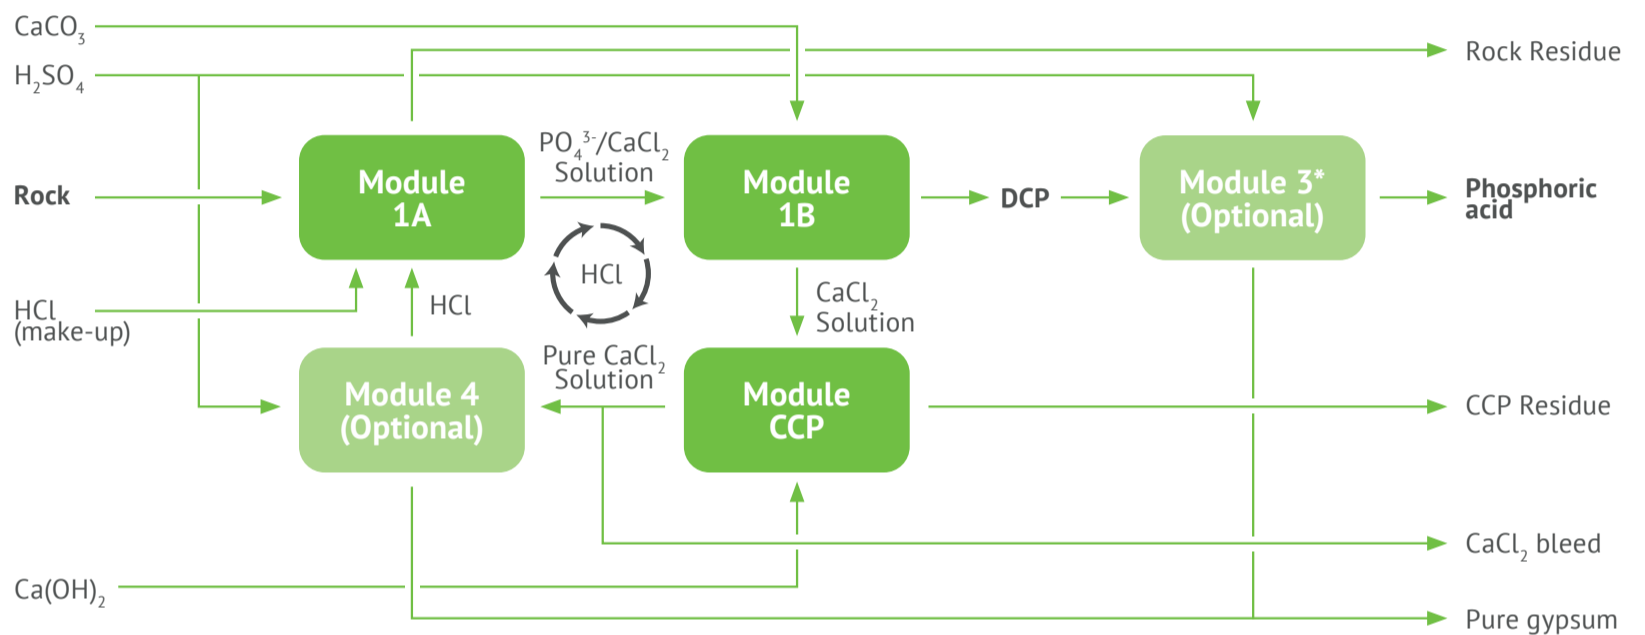 CaCO₃
H₂SO₄
Rock Residue
PO₄³⁻/CaCl₂
Solution
Rock
Module
1A
Module
1B
DCP
Module 3*
(Optional)
Phosphoric
acid
HCl
(make-up)
HCl
HCl
CaCl₂
Solution
Pure CaCl₂
Solution
Module 4
(Optional)
Module
CCP
CCP Residue
CaCl₂ bleed
Ca(OH)₂
Pure gypsum